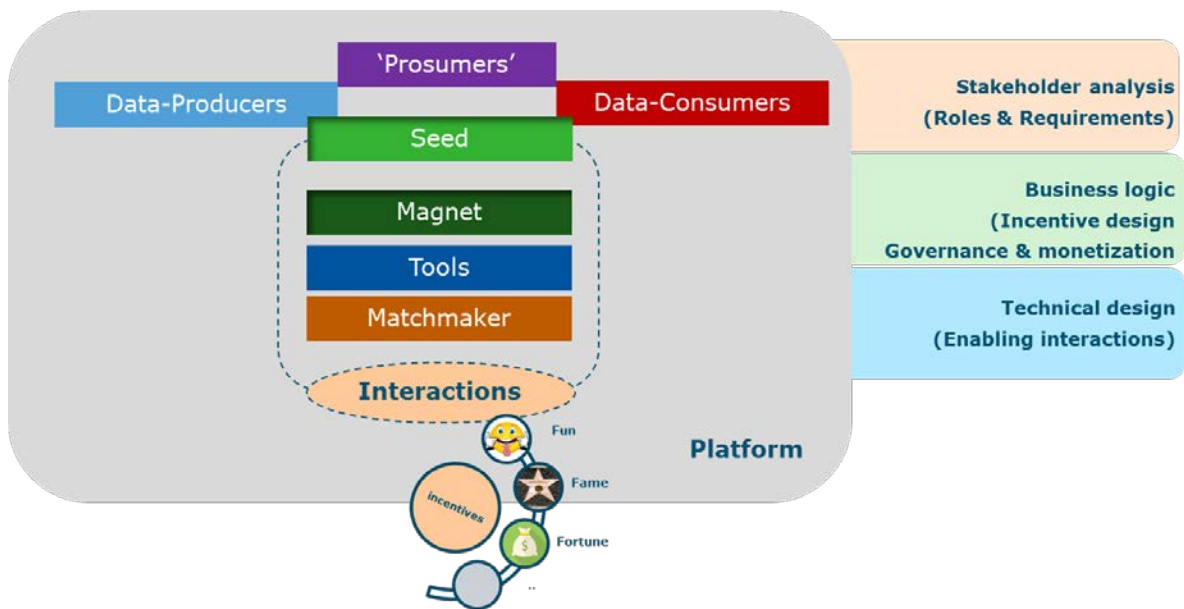 ‘Prosumers’
Data-Producers
Data-Consumers
Seed
Magnet
Tools
Matchmaker
Interactions
Fun
Fame
Fortune
..
incentives
Platform
Stakeholder analysis
(Roles & Requirements)
Business logic
(Incentive design
Governance & monetization
Technical design
(Enabling interactions)